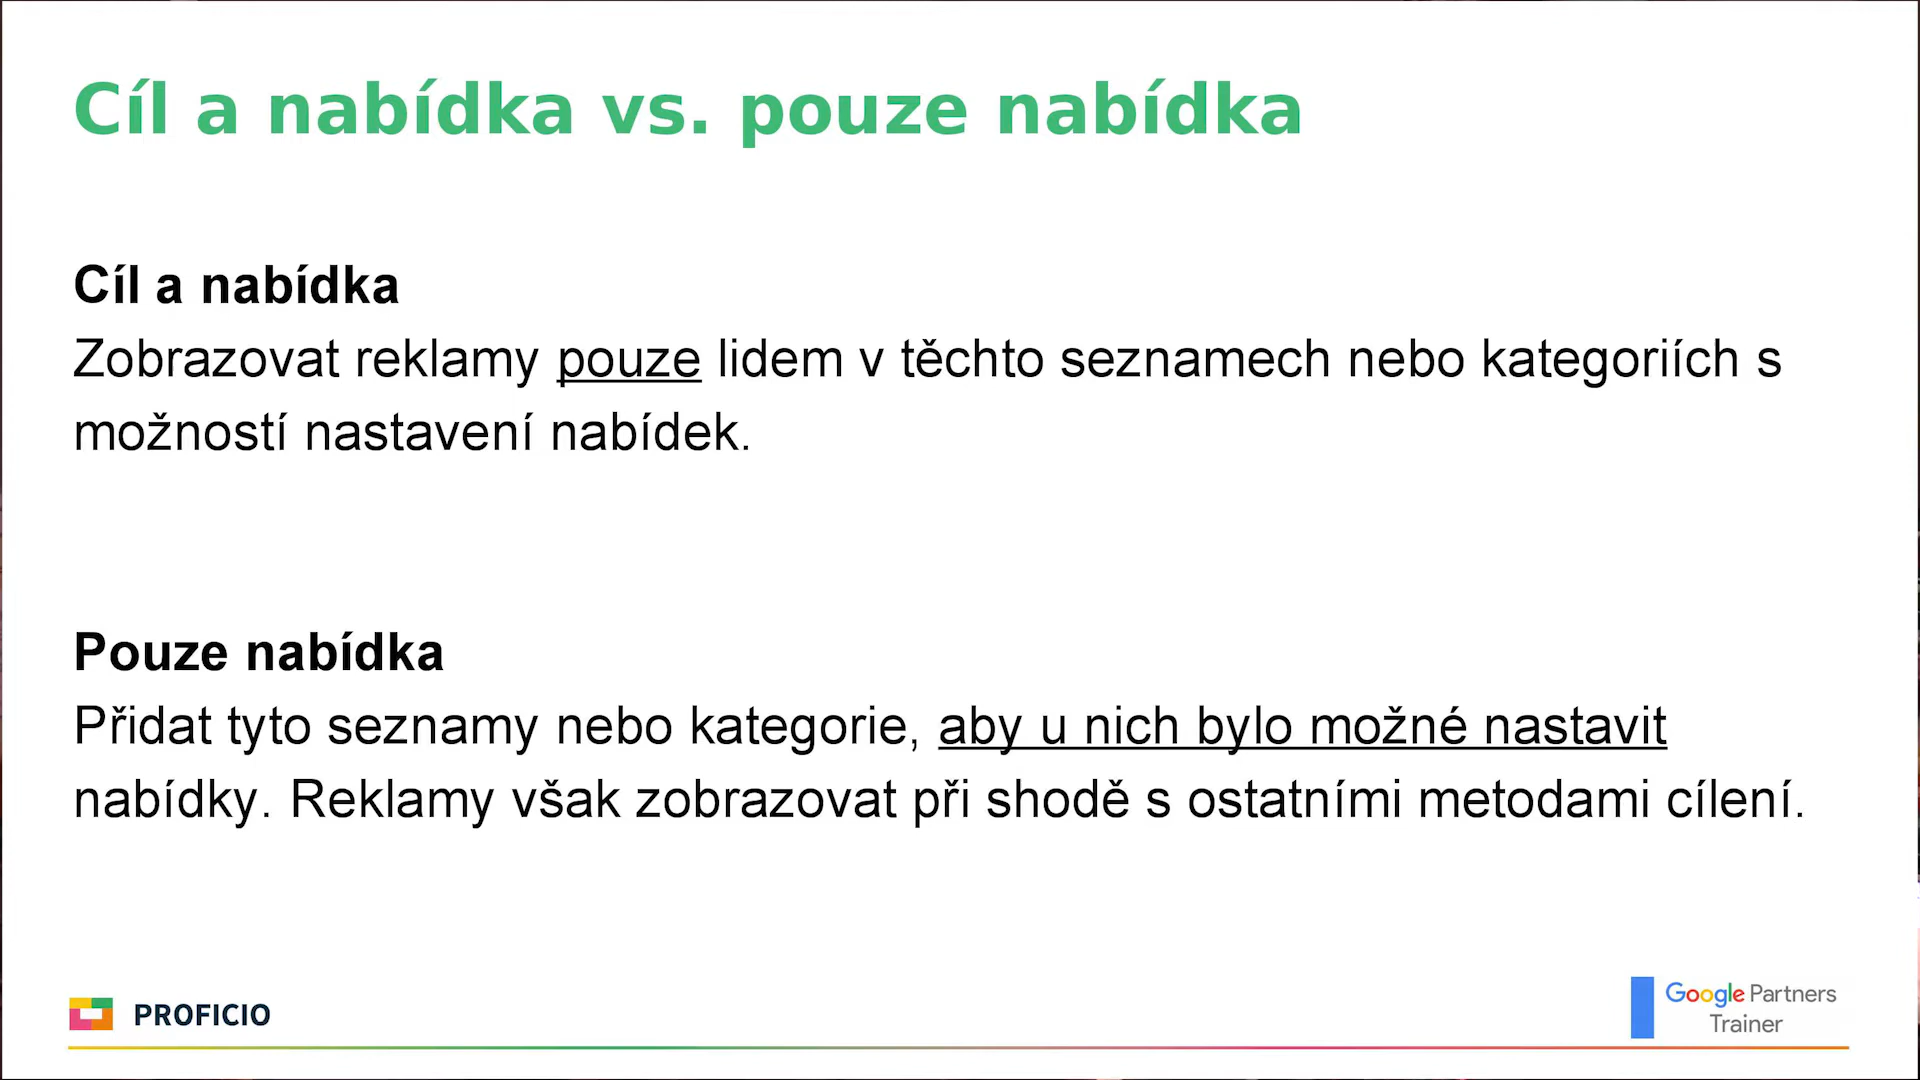 Cíl a nabídka vs. pouze nabídka
Cíl a nabídka
Zobrazovat reklamy pouze lidem v těchto seznamech nebo kategoriích s
možností nastavení nabídek.
Pouze nabídka
Přidat tyto seznamy nebo kategorie, aby u nich bylo možné nastavit
nabídky. Reklamy však zobrazovat při shodě s ostatními metodami cílení.
PROFICIO
Google Partners
Trainer